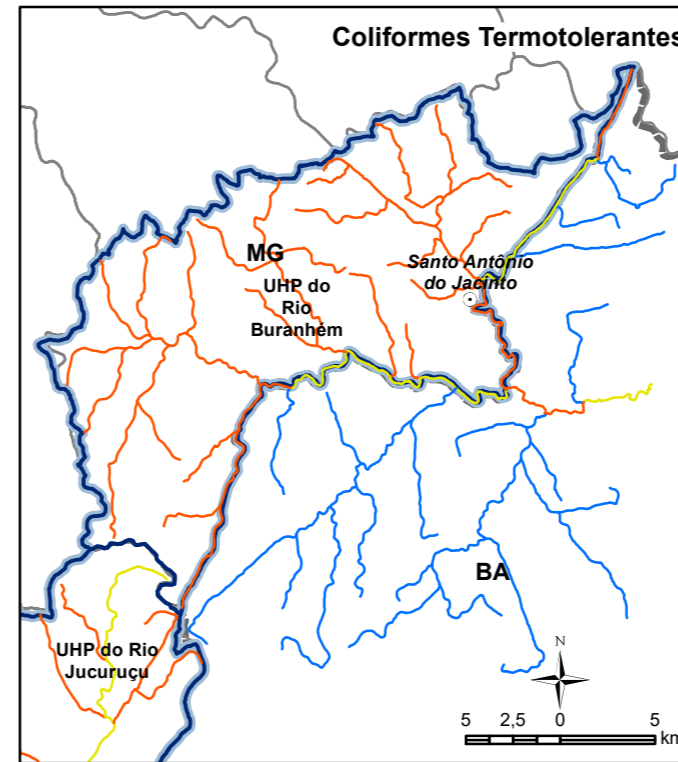 Coliformes Termotolerantes
MG
Santo Antônio
do Jacinto
UHP do
Rio
Buranhém
BA
UHP do Rio
Jucuruçu
N
5 2,5 0 5
km